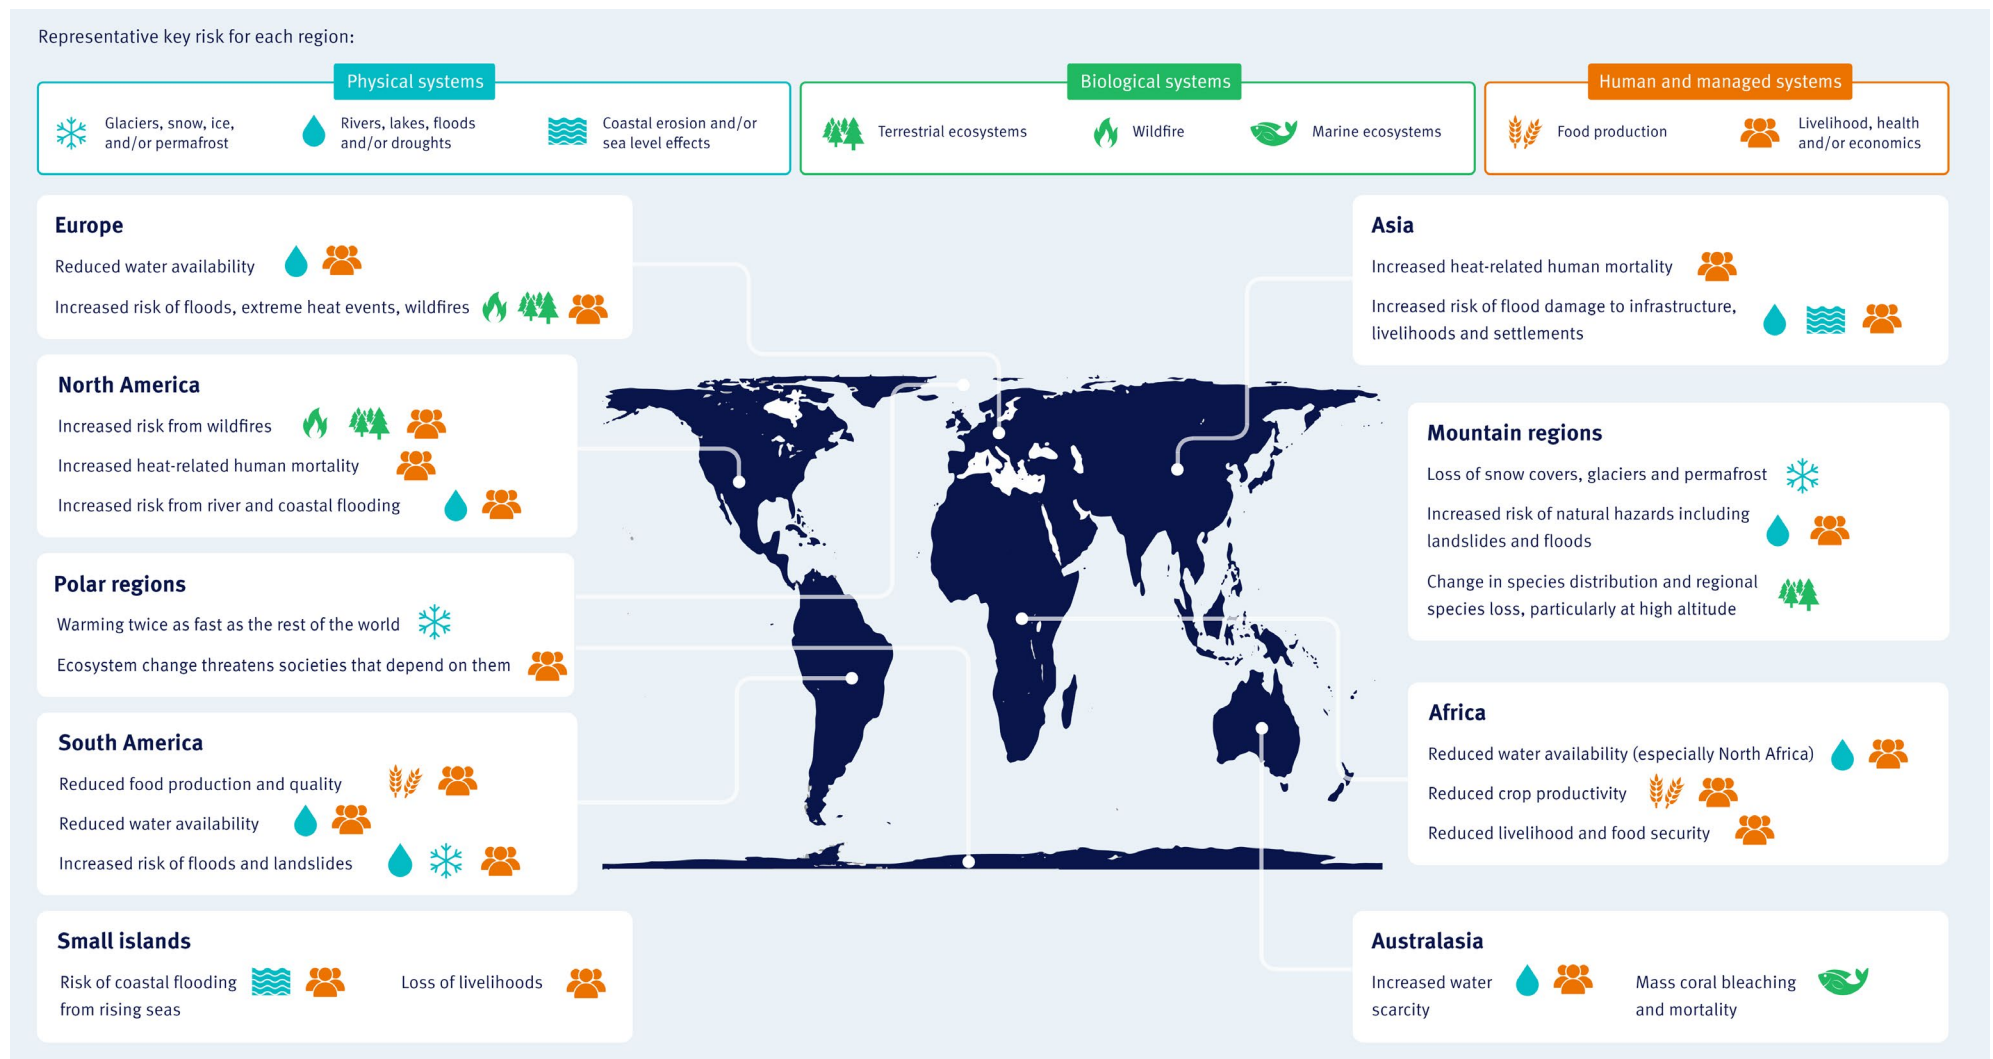 Representative key risk for each region:
Physical systems
Glaciers, snow, ice,
and/or permafrost
Rivers, lakes, floods
and/or droughts
Coastal erosion and/or
sea level effects
Biological systems
Terrestrial ecosystems
Wildfire
Marine ecosystems
Human and managed systems
Food production
Livelihood, health
and/or economics
Europe
Reduced water availability
Increased risk of floods, extreme heat events, wildfires
North America
Increased risk from wildfires
Increased heat-related human mortality
Increased risk from river and coastal flooding
Polar regions
Warming twice as fast as the rest of the world
Ecosystem change threatens societies that depend on them
South America
Reduced food production and quality
Reduced water availability
Increased risk of floods and landslides
Small islands
Risk of coastal flooding
from rising seas
Loss of livelihoods
Asia
Increased heat-related human mortality
Increased risk of flood damage to infrastructure,
livelihoods and settlements
Mountain regions
Loss of snow covers, glaciers and permafrost
Increased risk of natural hazards including
landslides and floods
Change in species distribution and regional
species loss, particularly at high altitude
Africa
Reduced water availability (especially North Africa)
Reduced crop productivity
Reduced livelihood and food security
Australasia
Increased water
scarcity
Mass coral bleaching
and mortality